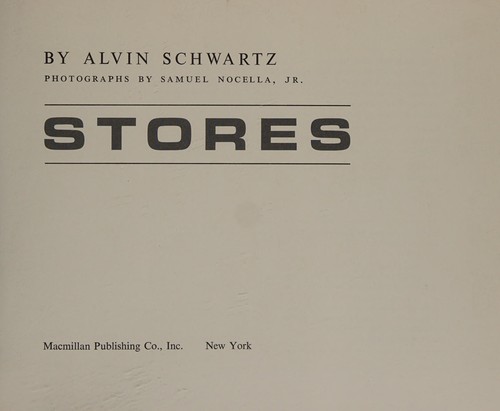 BY ALVIN SCHWARTZ
PHOTOGRAPHS BY SAMUEL NOCELLA, JR.
STORES
Macmillan Publishing Co., Inc. New York